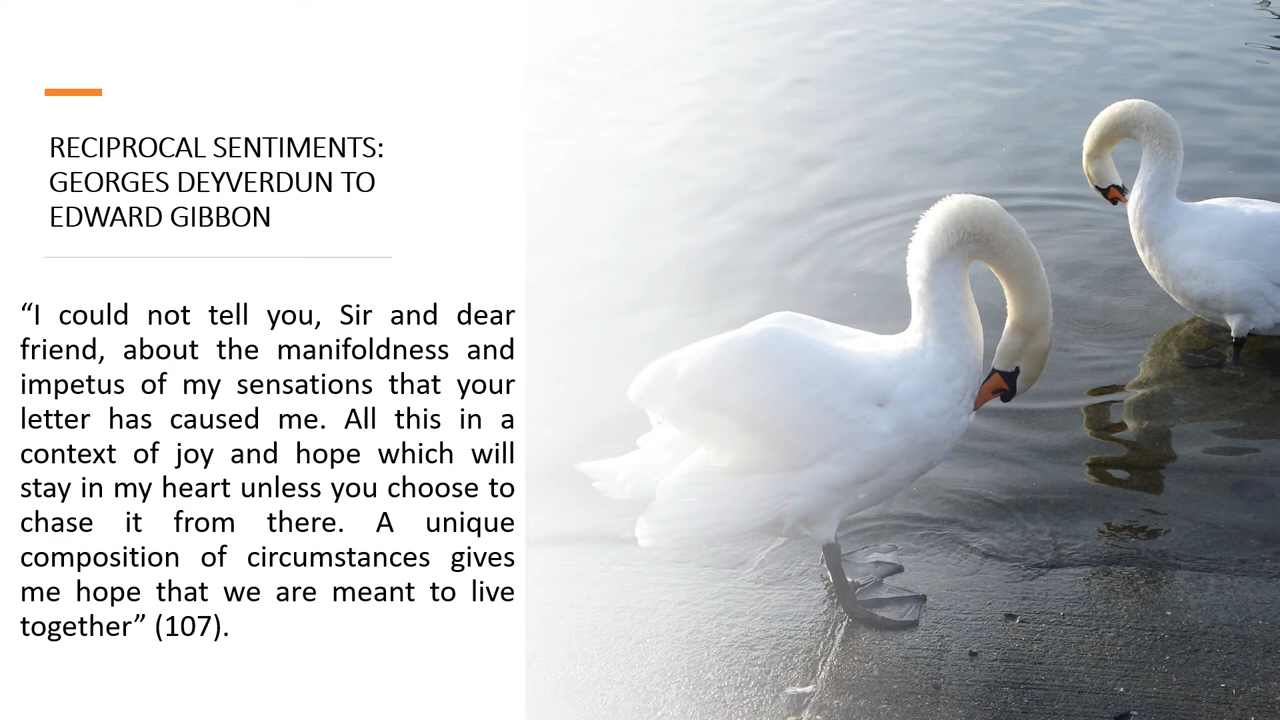 RECIPROCAL SENTIMENTS:
GEORGES DEYVERDUN TO
EDWARD GIBBON
“I could not tell you, Sir and dear
friend, about the manifoldness and
impetus of my sensations that your
letter has caused me. All this in a
context of joy and hope which will
stay in my heart unless you choose to
chase it from there. A unique
composition of circumstances gives
me hope that we are meant to live
together” (107).